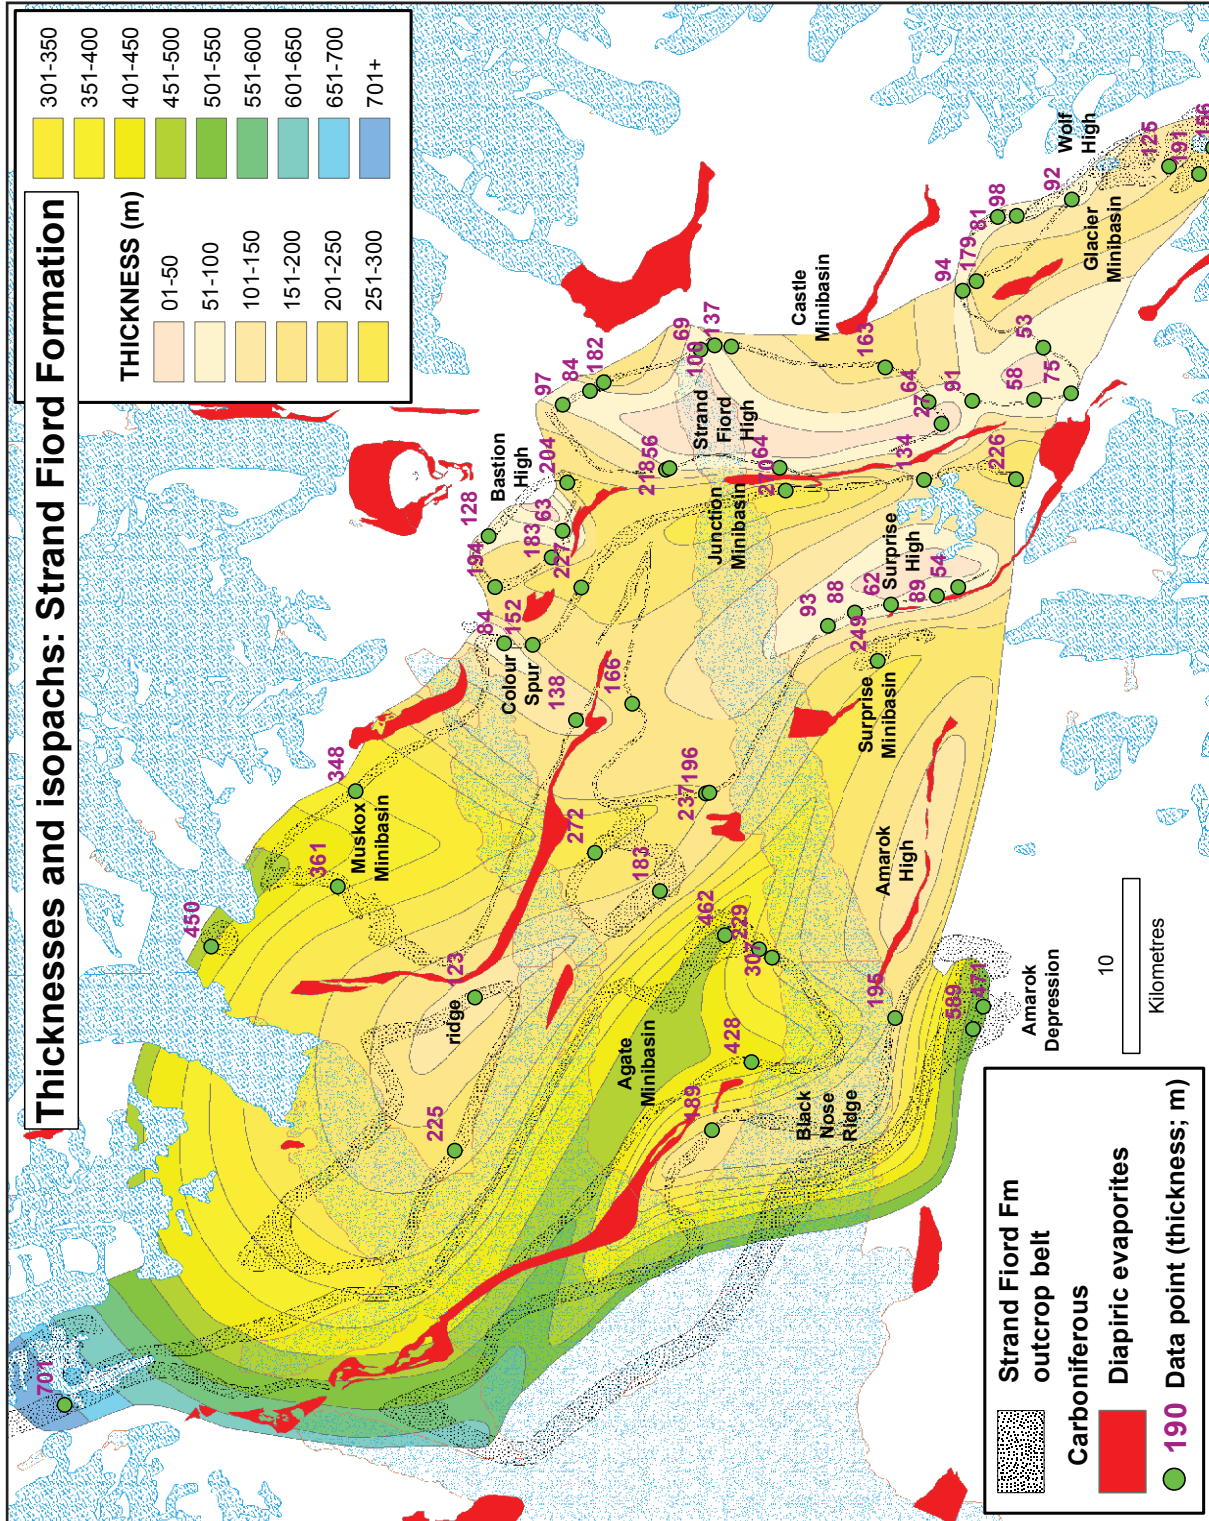 Thicknesses and isopachs: Strand Fiord Formation
THICKNESS (m)
01-50
51-100
101-150
151-200
201-250
251-300
301-350
351-400
401-450
451-500
501-550
551-600
601-650
651-700
701+
701
450
361
348
Muskox
Minibasin
225
123
ridge
84
152
Colour
Spur
138
166
194
128
Bastion
High
183
63
227
204
97
84
182
272
183
237
196
Agate
Minibasin
462
229
307
428
189
Black
Nose
Ridge
195
Amarok
High
589
471
Amarok
Depression
218
56
Strand
Fiord
High
69
137
Castle
Minibasin
163
Junction
Minibasin
270
64
64
27
91
134
226
93
88
62
89
54
Surprise
High
249
Surprise
Minibasin
94
179
81
98
92
Wolf
High
53
58
75
Glacier
Minibasin
125
191
156
10
Kilometres
Strand Fiord Fm
outcrop belt
Carboniferous
Diapiric evaporites
190 Data point (thickness; m)